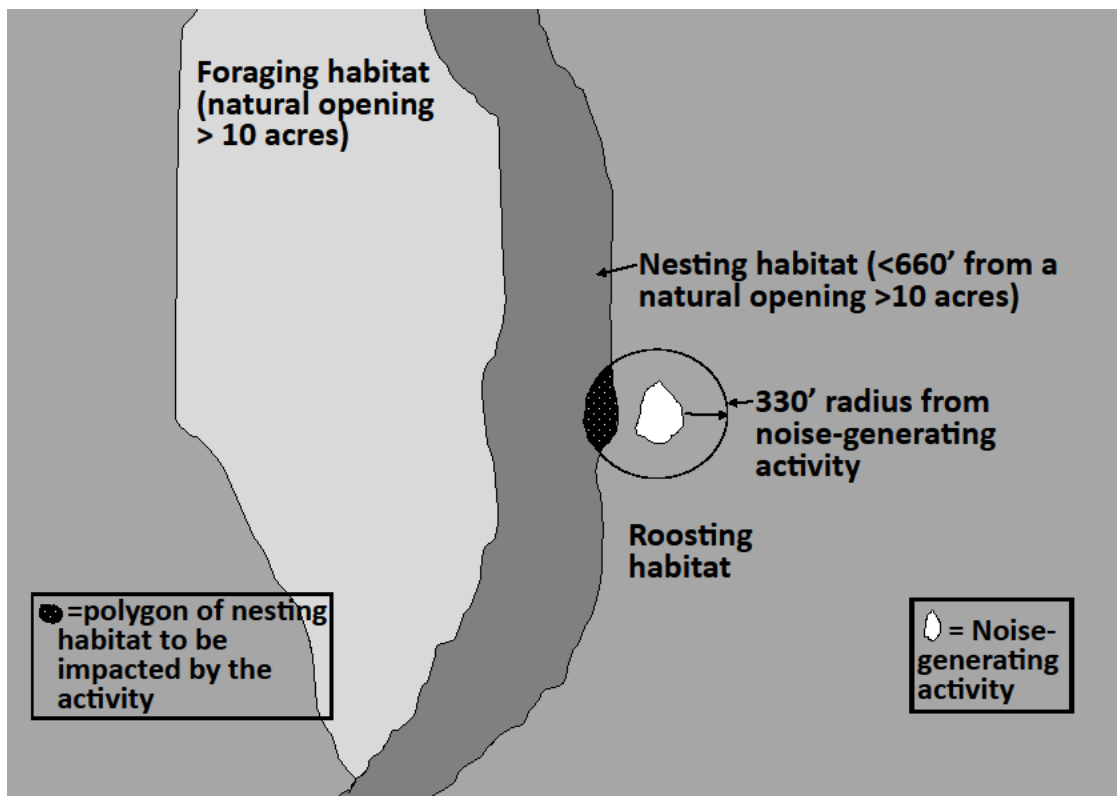 Foraging habitat
(natural opening
> 10 acres)
Nesting habitat (<660’ from a
natural opening >10 acres)
330’ radius from
noise-generating
activity
Roosting
habitat
=polygon of nesting
habitat to be
impacted by the
activity
= Noise-
generating
activity